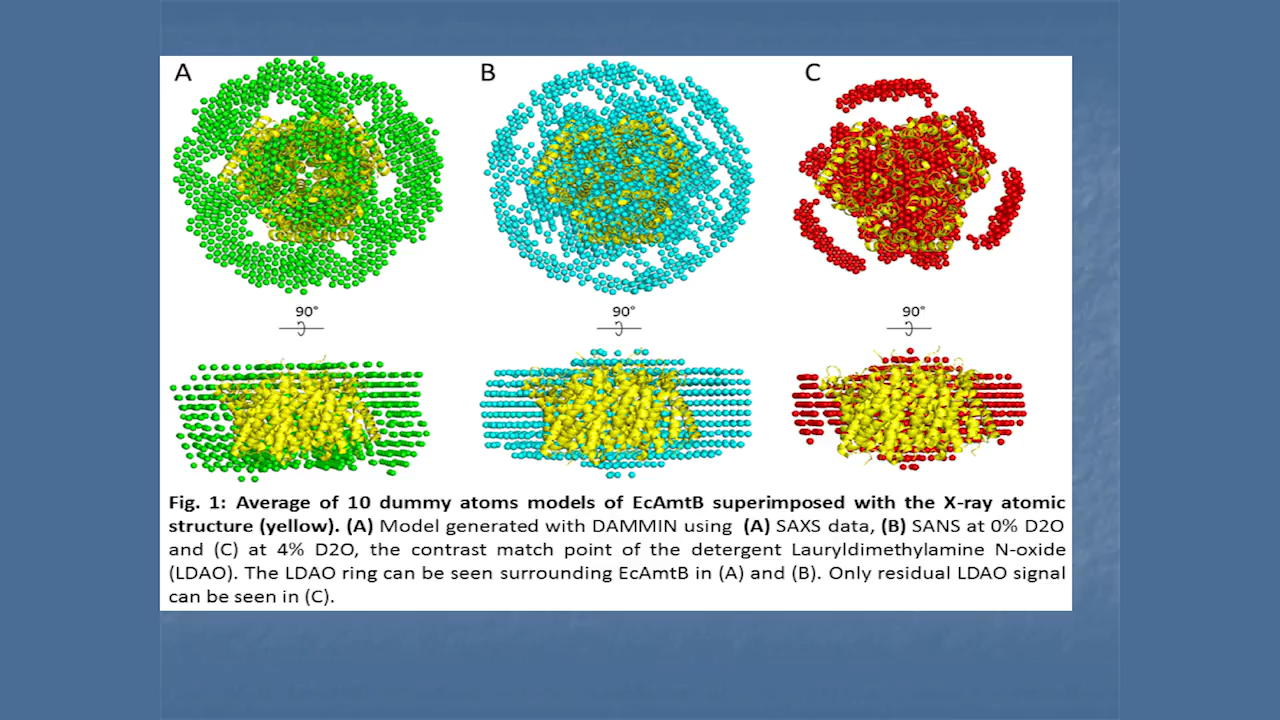 A B C
90° 90° 90°
Fig. 1: Average of 10 dummy atoms models of EcAmtB superimposed with the X-ray atomic
structure (yellow). (A) Model generated with DAMMIN using (A) SAXS data, (B) SANS at 0% D2O
and (C) at 4% D2O, the contrast match point of the detergent Lauryldimethylamine N-oxide
(LDAO). The LDAO ring can be seen surrounding EcAmtB in (A) and (B). Only residual LDAO signal
can be seen in (C).